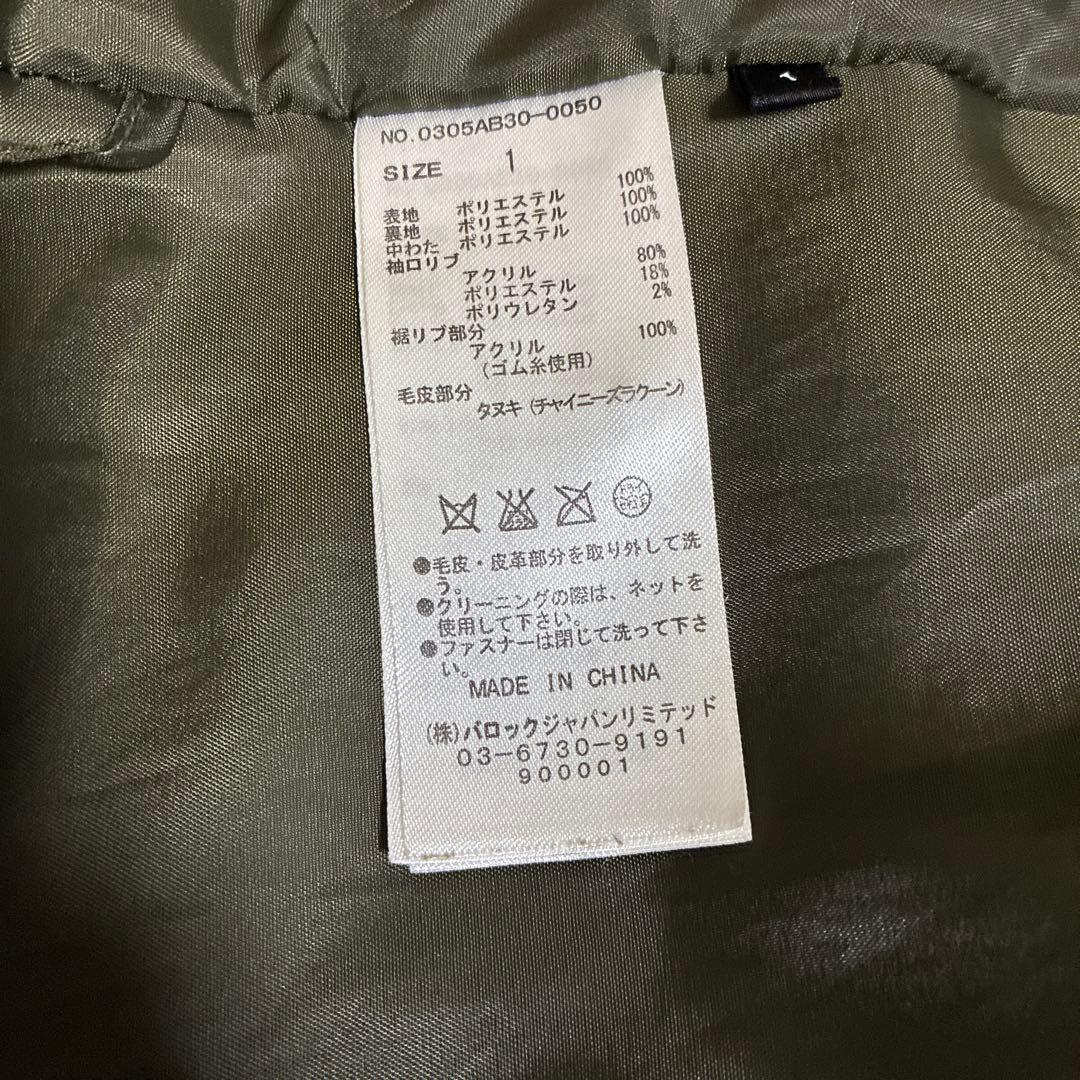 NO.0305AB30-0050
SIZE 1
表地 ポリエステル 100%
裏地 ポリエステル 100%
中わた ポリエステル 100%
袖口リブ
アクリル 80%
ポリエステル 18%
ポリウレタン 2%
裾リブ部分
アクリル 100%
(ゴム糸使用)
毛皮部分
タヌキ(チャイニーズラクーン)
ドライ
●毛皮・皮革部分を取り外して洗
う。
●クリーニングの際は、ネットを
使用して下さい。
●ファスナーは閉じて洗って下さ
い。
MADE IN CHINA
(株)バロックジャパンリミテッド
03-6730-9191
900001